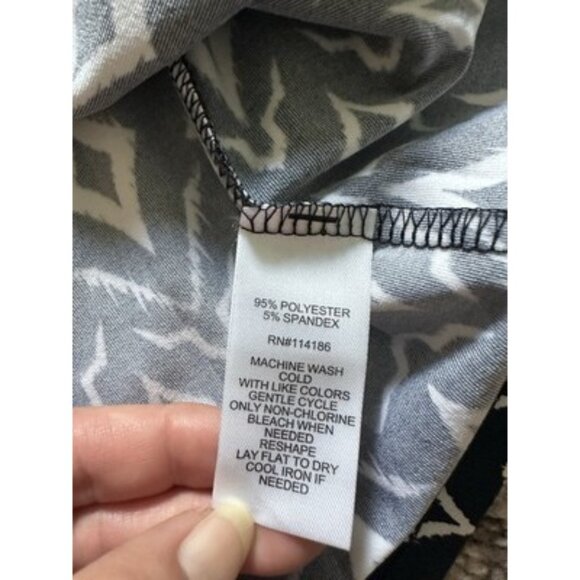 95% POLYESTER
5% SPANDEX
RN#114186
MACHINE WASH
COLD
WITH LIKE COLORS
GENTLE CYCLE
ONLY NON-CHLORINE
BLEACH WHEN
NEEDED
RESHAPE
LAY FLAT TO DRY
COOL IRON IF
NEEDED